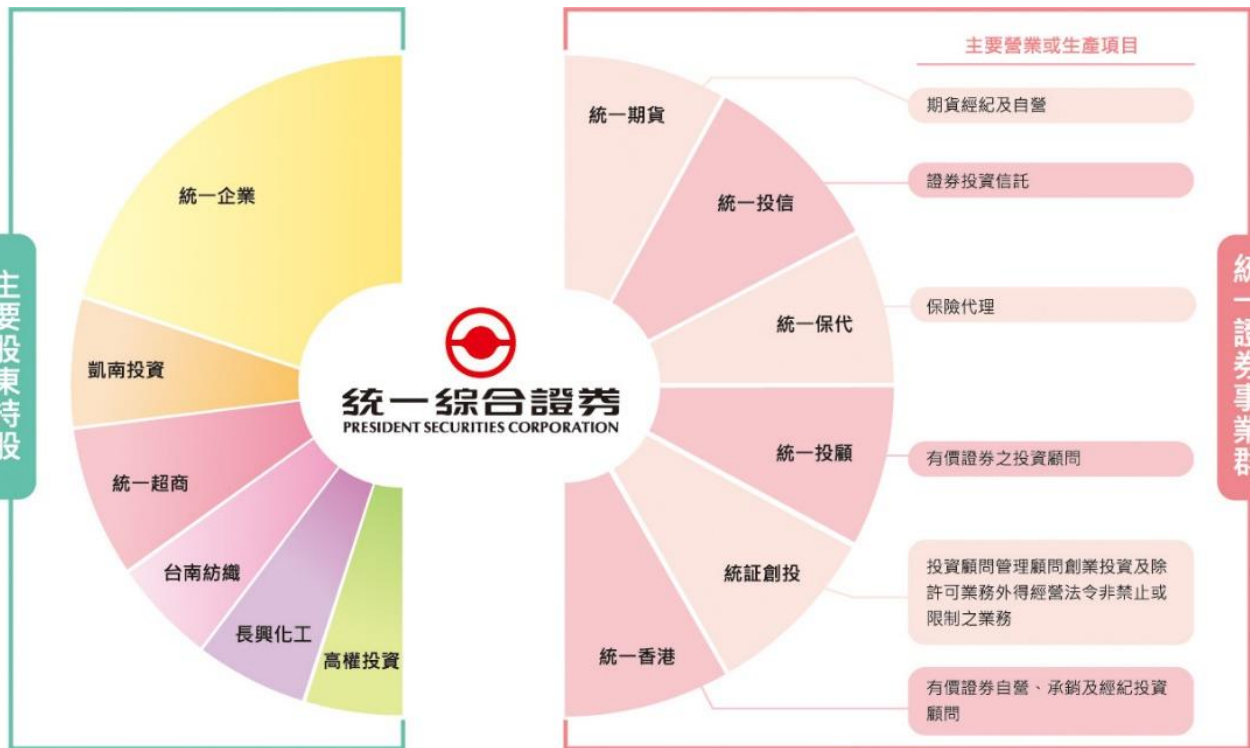 主要股東持股
統一企業
凱南投資
統一超商
台南紡織
長興化工
高權投資
統一綜合證券
PRESIDENT SECURITIES CORPORATION
統一證券事業群
主要營業或生產項目
統一期貨
期貨經紀及自營
統一投信
證券投資信託
統一保代
保險代理
統一投顧
有價證券之投資顧問
統証創投
投資顧問管理顧問創業投資及除
許可業務外得經營法令非禁止或
限制之業務
統一香港
有價證券自營、承銷及經紀投資
顧問